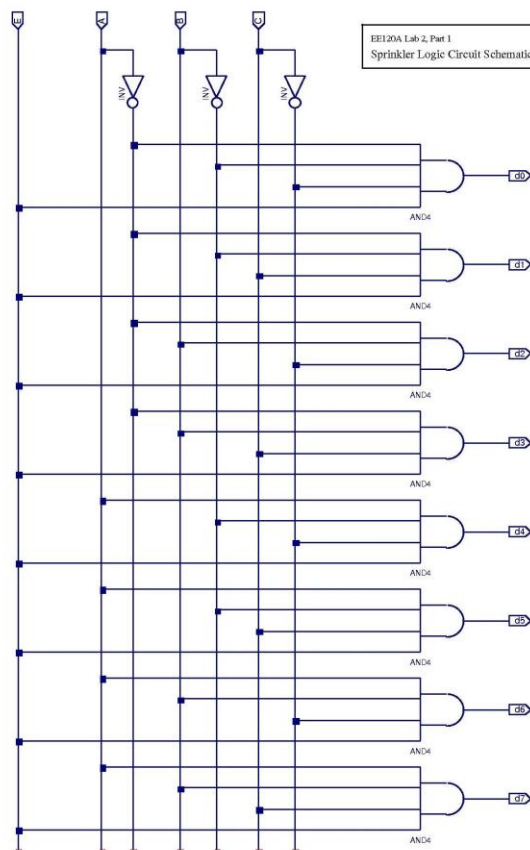 E A B C
EE120A Lab 2, Part 1
Sprinkler Logic Circuit Schematic
INV INV INV
d0
AND4
d1
AND4
d2
AND4
d3
AND4
d4
AND4
d5
AND4
d6
AND4
d7
AND4